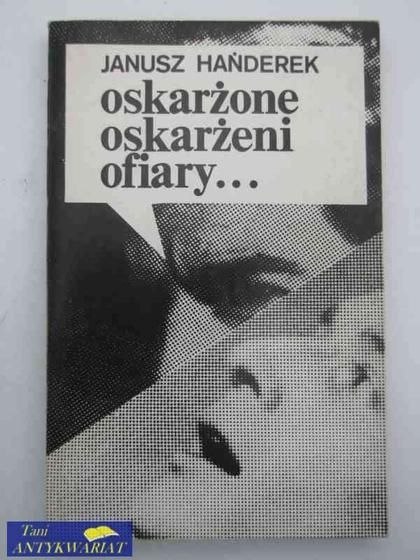 JANUSZ HAŃDEREK
oskarżone
oskarżeni
ofiary...
Tani
ANTYKWARIAT